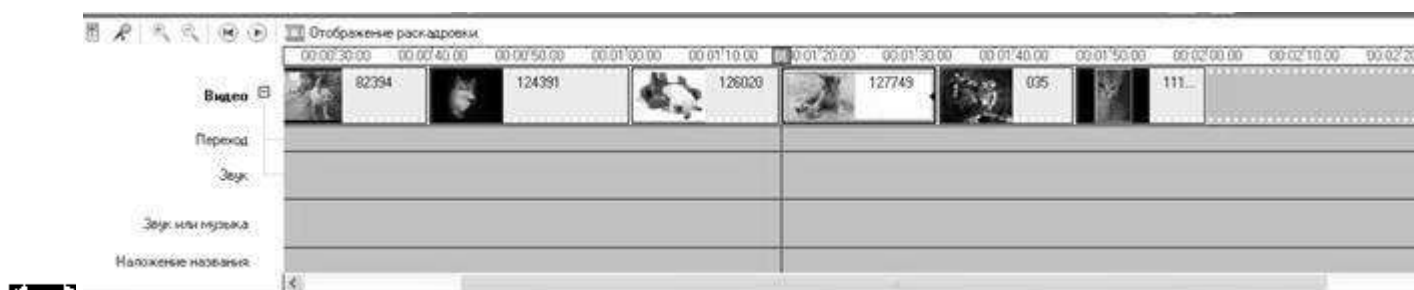 Отображение раскадровки
00:00:30.00 00:00:40.00 00:00:50.00 00:01:00.00 00:01:10.00 00:01:20.00 00:01:30.00 00:01:40.00 00:01:50.00 00:02:00.00 00:02:10.00 00:02:20
Видео 82394 124391 126020 127749 035 111...
Переход
Звук
Звук или музыка
Наложение названия